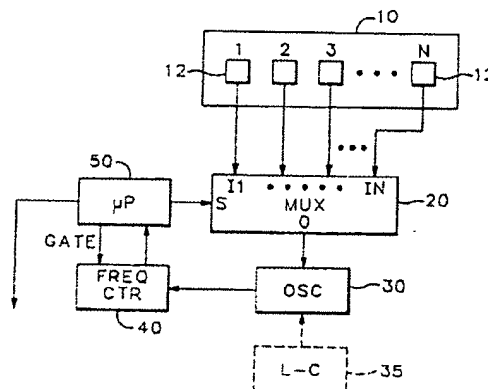 10
1 2 3 • • • N
12 12
• • •
50
µP
I1 • • • • • IN
S MUX 20
O
GATE
FREQ
CTR
OSC 30
40
L-C 35